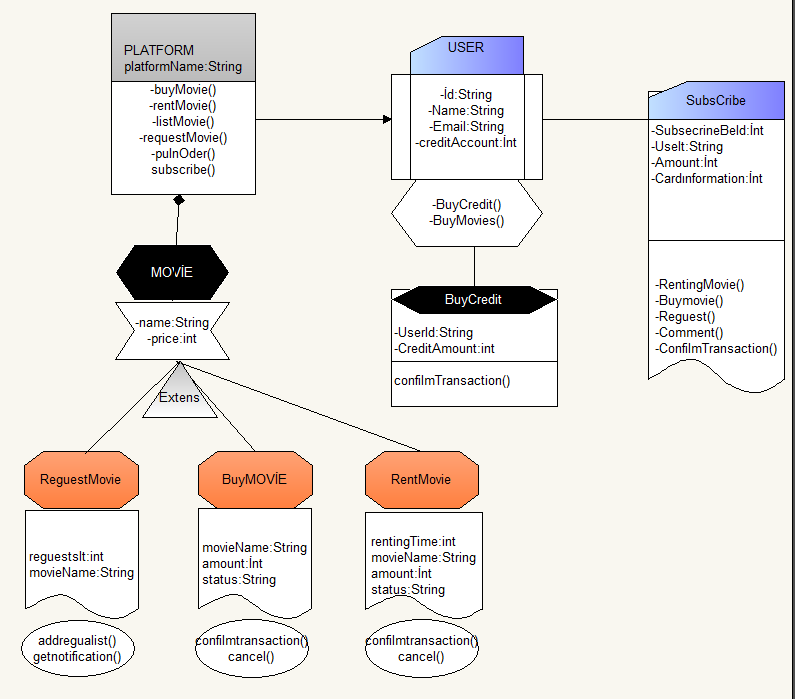 PLATFORM
platformName:String
-buyMovie()
-rentMovie()
-listMovie()
-requestMovie()
-pulnOder()
subscribe()
USER
-İd:String
-Name:String
-Email:String
-creditAccount:İnt
-BuyCredit()
-BuyMovies()
SubsCribe
-SubsecrineBeId:İnt
-UseIt:String
-Amount:İnt
-Cardınformation:İnt
-RentingMovie()
-Buymovie()
-Reguest()
-Comment()
-ConfilmTransaction()
MOVİE
-name:String
-price:int
BuyCredit
-UserId:String
-CreditAmount:int
confilmTransaction()
Extens
ReguestMovie
reguestsIt:int
movieName:String
addregualist()
getnotification()
BuyMOVİE
movieName:String
amount:İnt
status:String
confilmtransaction()
cancel()
RentMovie
rentingTime:int
movieName:String
amount:İnt
status:String
confilmtransaction()
cancel()